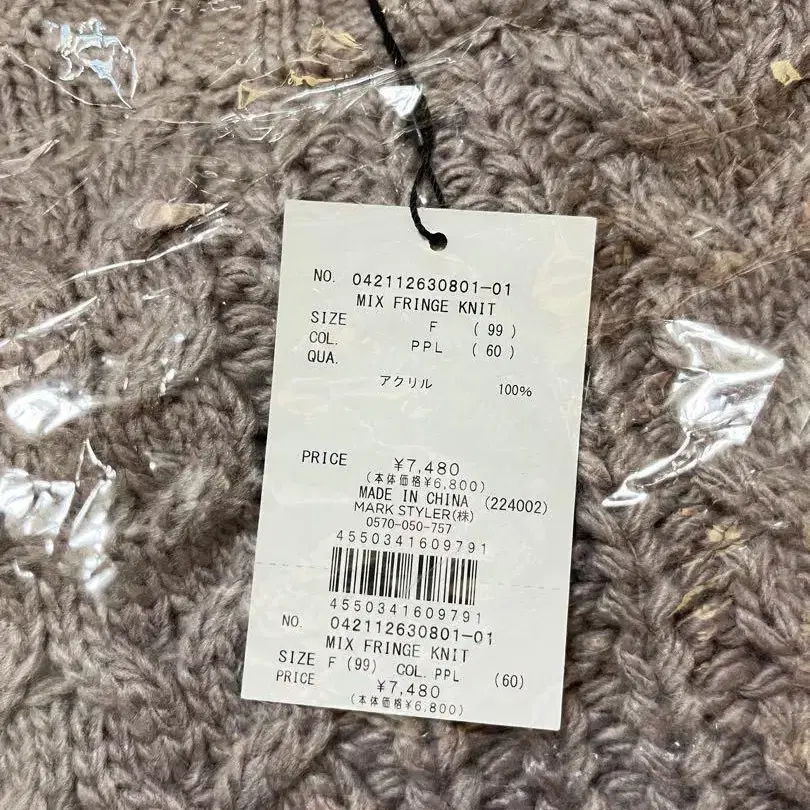 NO. 042112630801-01
MIX FRINGE KNIT
SIZE F (99)
COL. PPL (60)
QUA.
アクリル 100%
PRICE ¥7,480
(本体価格¥6,800)
MADE IN CHINA (224002)
MARK STYLER(株)
0570-050-757
4550341609791
4550341609791
NO. 042112630801-01
MIX FRINGE KNIT
SIZE F (99) COL. PPL (60)
PRICE ¥7,480
(本体価格¥6,800)